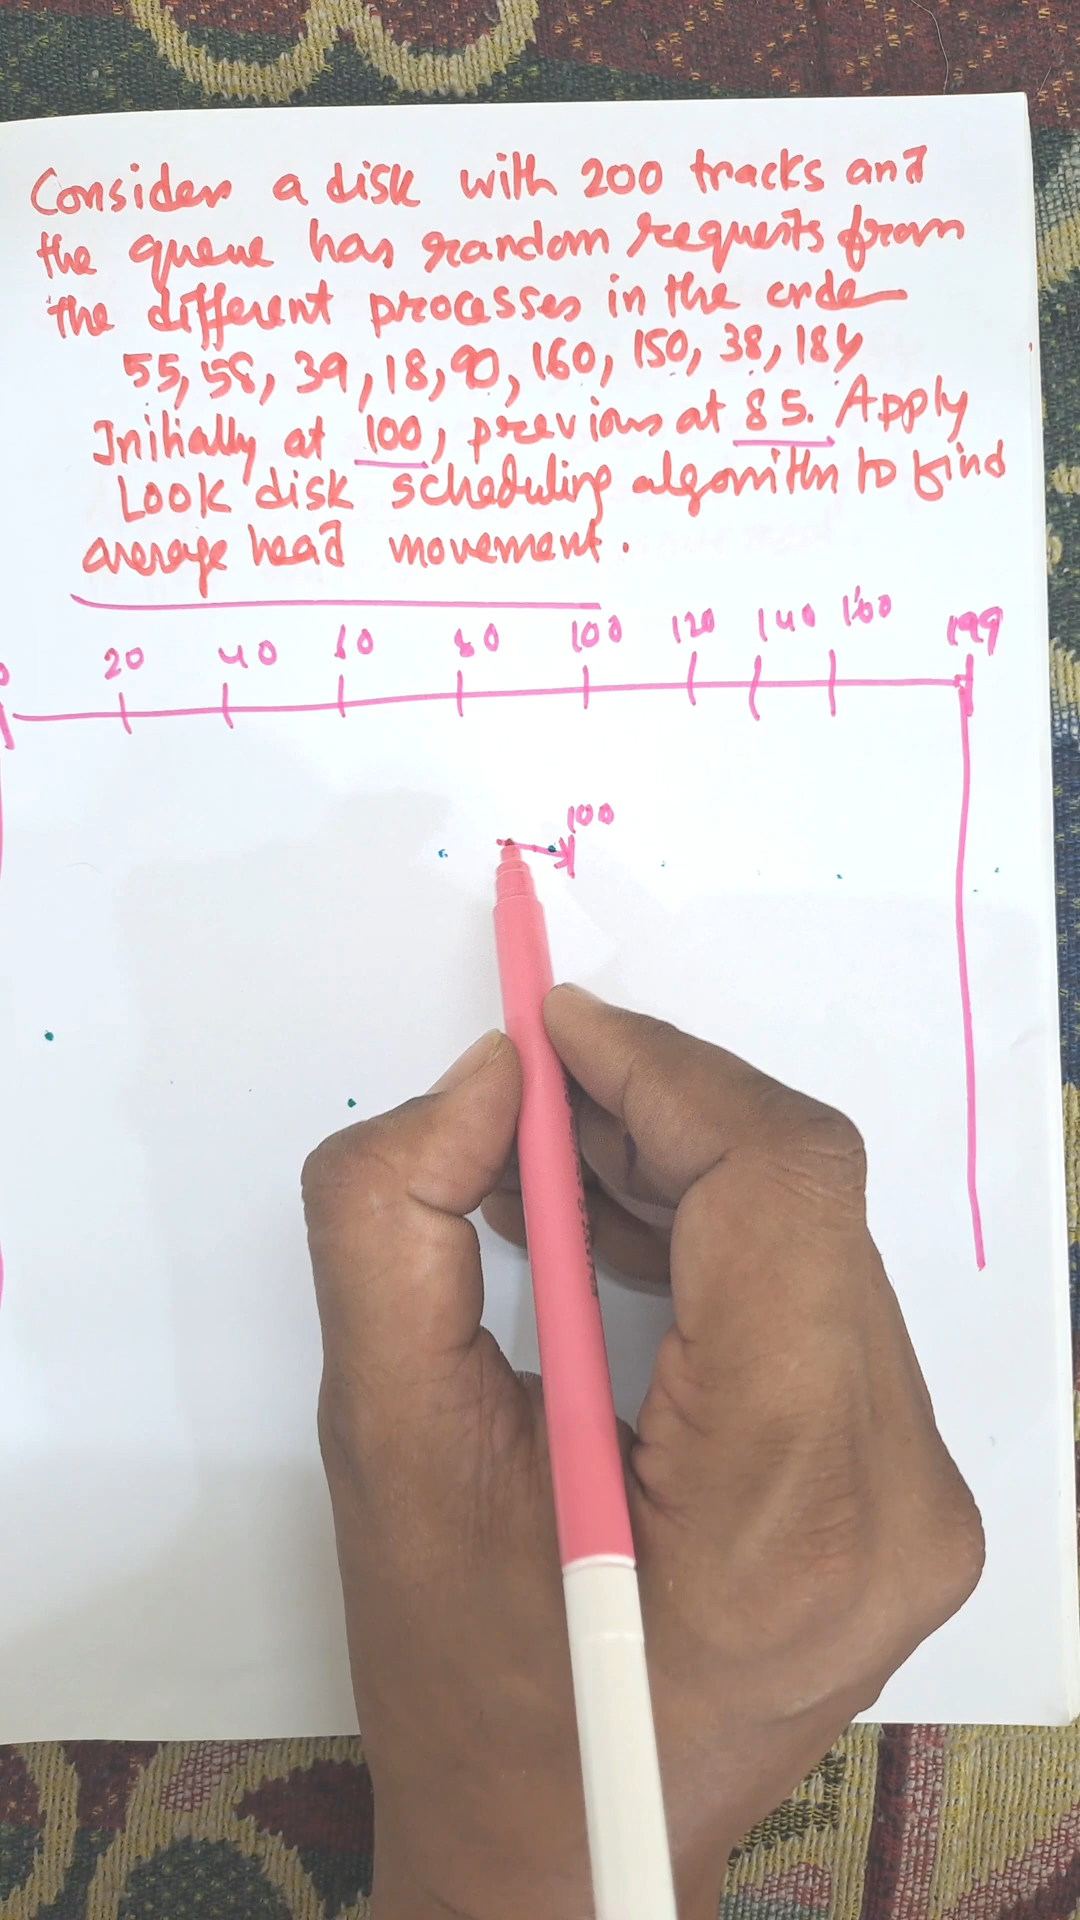 Consider a disk with 200 tracks and
the queue has random requests from
the different processes in the order
55, 58, 39, 18, 90, 160, 150, 38, 184
Initially at 100, previous at 85. Apply
Look disk scheduling algorithm to find
average head movement.
0 20 40 60 80 100 120 140 160 199
100